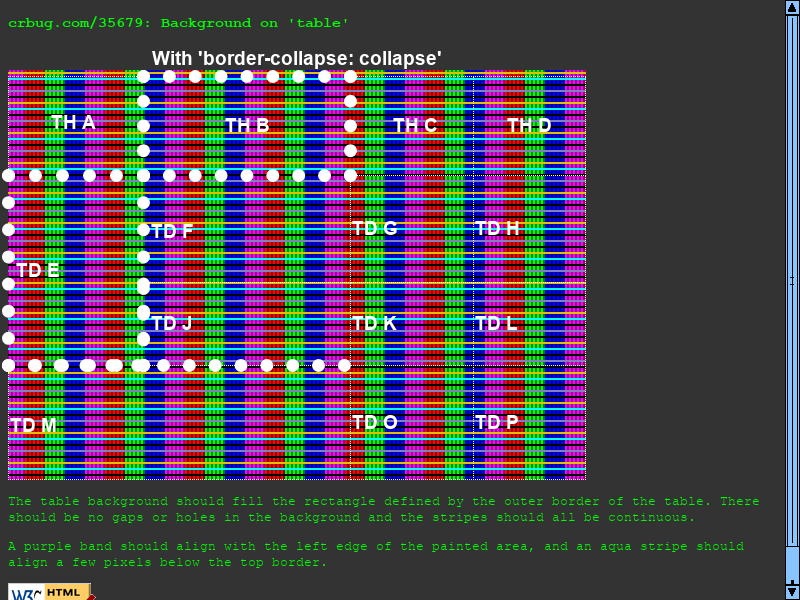 crbug.com/35679: Background on 'table'
With 'border-collapse: collapse'
TH A
TH B
TH C
TH D
TD E
TD F
TD G
TD H
TD J
TD K
TD L
TD M
TD O
TD P
The table background should fill the rectangle defined by the outer border of the table. There
should be no gaps or holes in the background and the stripes should all be continuous.
A purple band should align with the left edge of the painted area, and an aqua stripe should
align a few pixels below the top border.
W3C HTML